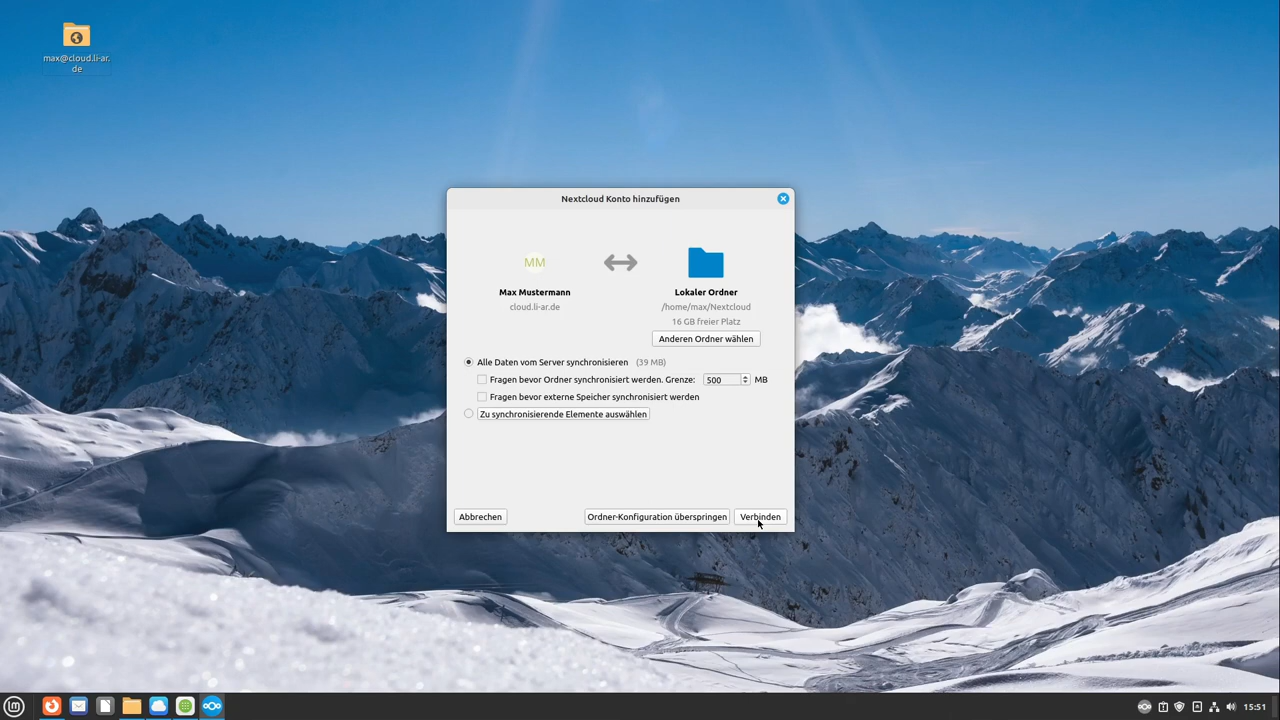 max@cloud.li-ar.
de
Nextcloud Konto hinzufügen
MM
Max Mustermann
cloud.li-ar.de
Lokaler Ordner
/home/max/Nextcloud
16 GB freier Platz
Anderen Ordner wählen
Alle Daten vom Server synchronisieren (39 MB)
Fragen bevor Ordner synchronisiert werden. Grenze: 500 MB
Fragen bevor externe Speicher synchronisiert werden
Zu synchronisierende Elemente auswählen
Abbrechen Ordner-Konfiguration überspringen Verbinden
15:51